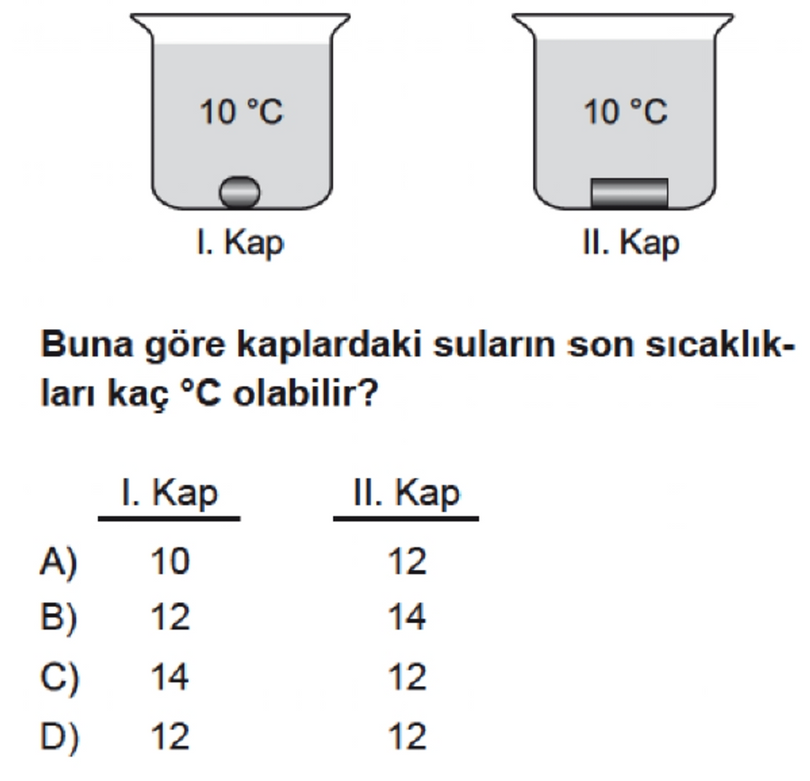 10 °C 10 °C
I. Kap II. Kap
Buna göre kaplardaki suların son sıcaklık-
ları kaç °C olabilir?
I. Kap II. Kap
A) 10 12
B) 12 14
C) 14 12
D) 12 12